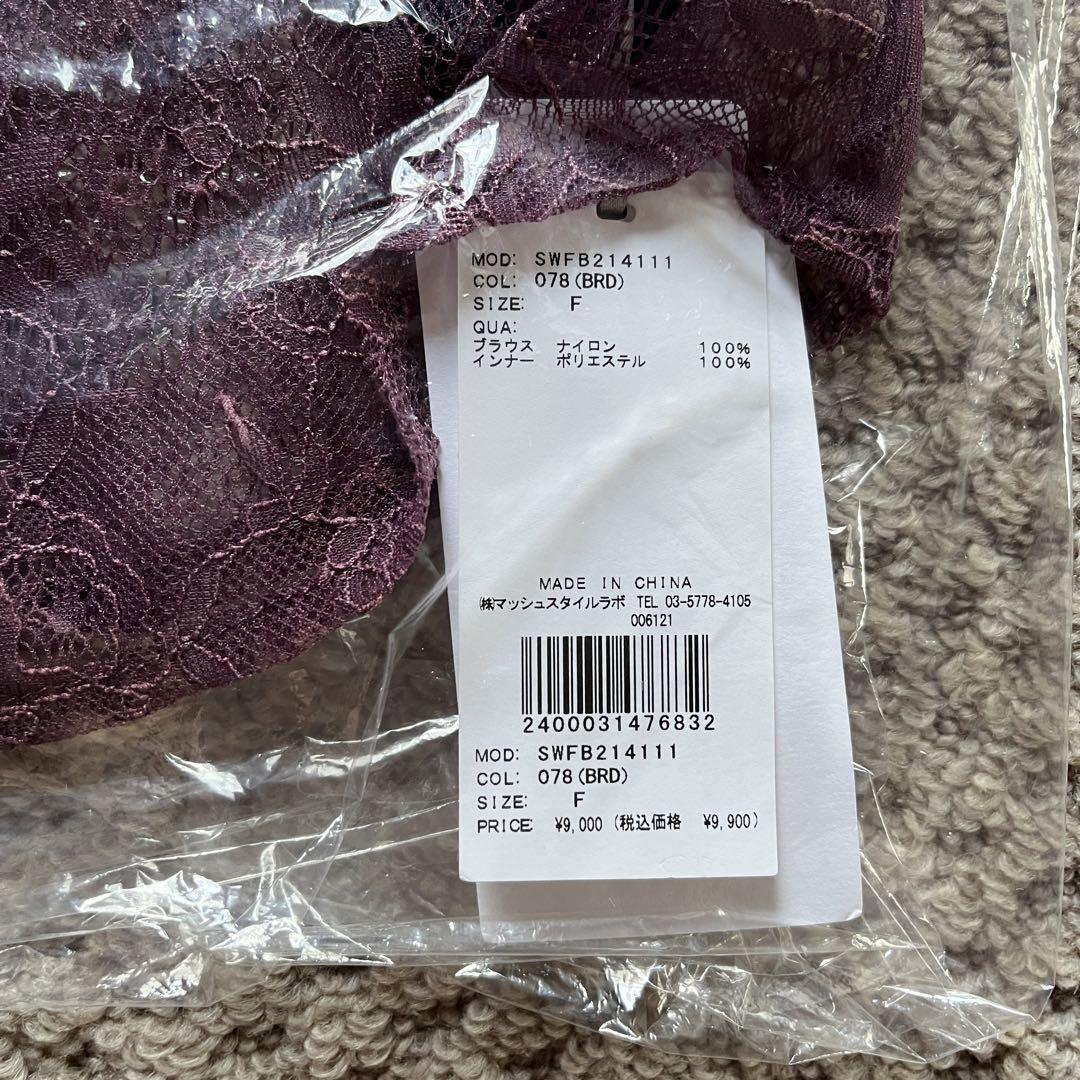 MOD: SWFB214111
COL: 078(BRD)
SIZE: F
QUA:
ブラウス ナイロン 100%
インナー ポリエステル 100%
MADE IN CHINA
㈱マッシュスタイルラボ TEL 03-5778-4105
006121
2400031476832
MOD: SWFB214111
COL: 078(BRD)
SIZE: F
PRICE: ¥9,000 (税込価格 ¥9,900)